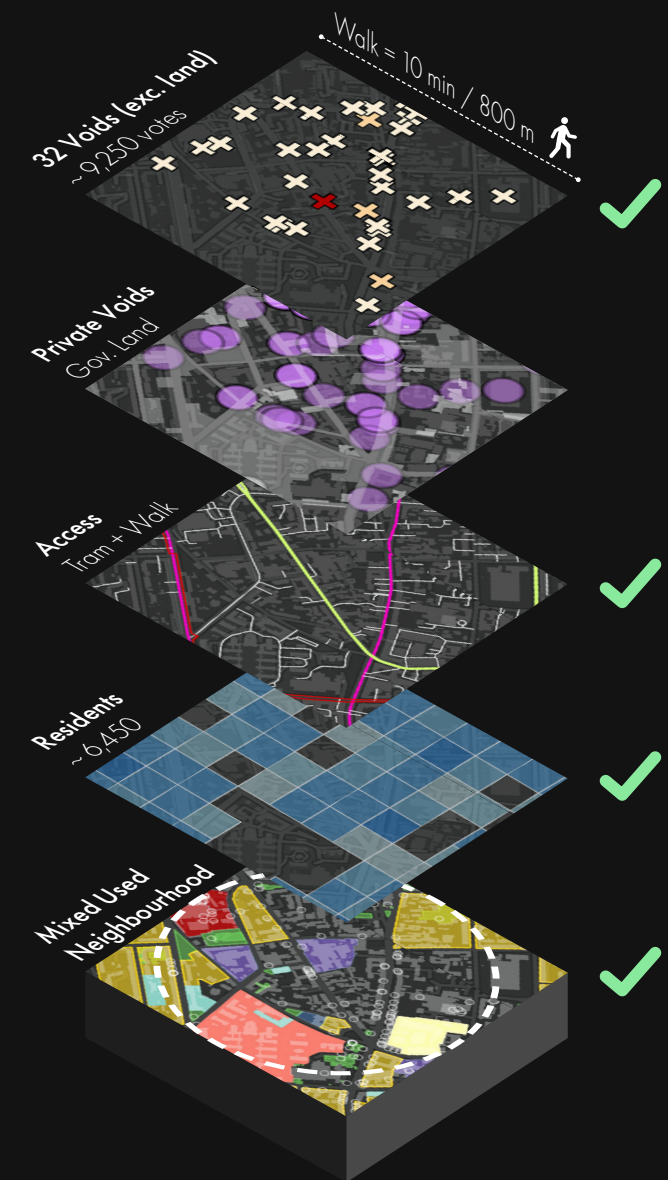 Walk = 10 min / 800 m
32 Voids (exc. land)
~ 9,250 votes
Private Voids
Gov. Land
Access
Tram + Walk
Residents
~ 6,450
Mixed Used
Neighbourhood